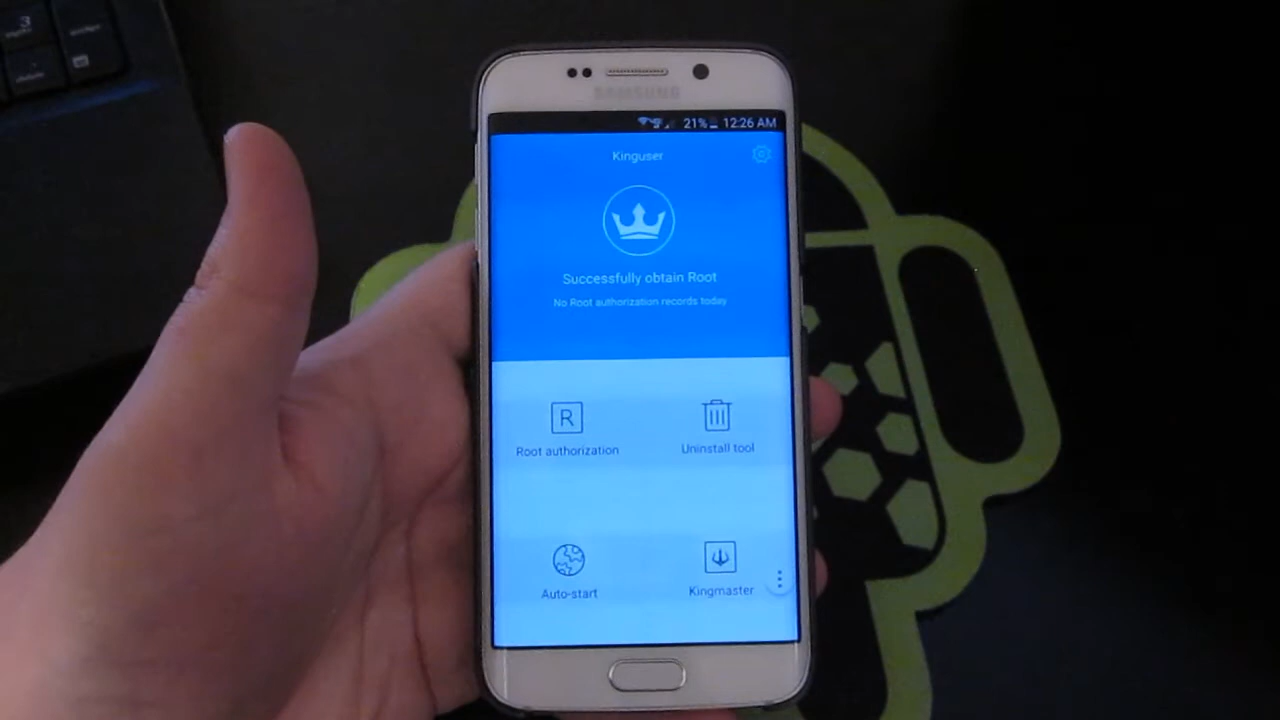 3
SAMSUNG
21% 12:26 AM
Kinguser
Successfully obtain Root
No Root authorization records today
R
Root authorization
Uninstall tool
Auto-start
Kingmaster